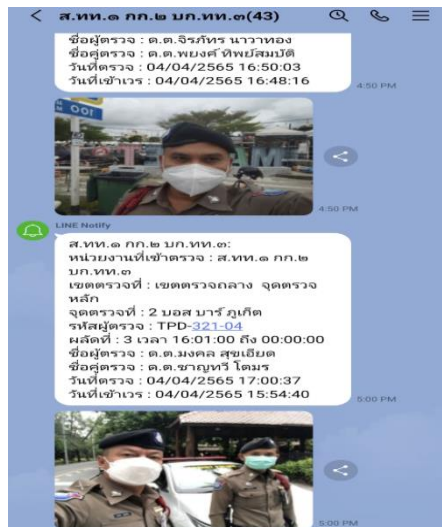 ส.ทท.๑ กก.๒ บก.ทท.๓(43)
ชื่อผู้ตรวจ : ด.ต.จิรภัทร นาวาทอง
ชื่อคู่ตรวจ : ด.ต.พยงศ์ ทิพย์สมบัติ
วันที่ตรวจ : 04/04/2565 16:50:03
วันที่เข้าเวร : 04/04/2565 16:48:16
4:50 PM
4:50 PM
LINE Notify
ส.ทท.๑ กก.๒ บก.ทท.๓:
หน่วยงานที่เข้าตรวจ : ส.ทท.๑ กก.๒
บก.ทท.๓
เขตตรวจที่ : เขตตรวจถลาง จุดตรวจ
หลัก
จุดตรวจที่ : 2 บอส บาร์ ภูเก็ต
รหัสผู้ตรวจ : TPD-321-04
ผลัดที่ : 3 เวลา 16:01:00 ถึง 00:00:00
ชื่อผู้ตรวจ : ด.ต.มงคล สุขเอียด
ชื่อคู่ตรวจ : ด.ต.ชาญทวี โดมร
วันที่ตรวจ : 04/04/2565 17:00:37
วันที่เข้าเวร : 04/04/2565 15:54:40
5:00 PM
5:00 PM